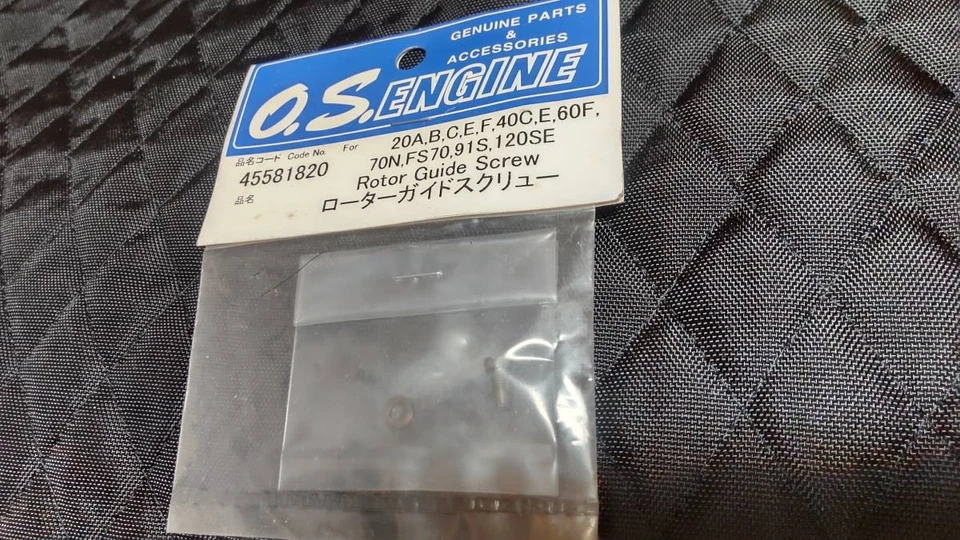 GENUINE PARTS
&
ACCESSORIES
O.S.ENGINE
品名コード Code No. For 20A,B,C,E,F,40C,E,60F,
45581820 70N,FS70,91S,120SE
Rotor Guide Screw
品名 ローターガイドスクリュー